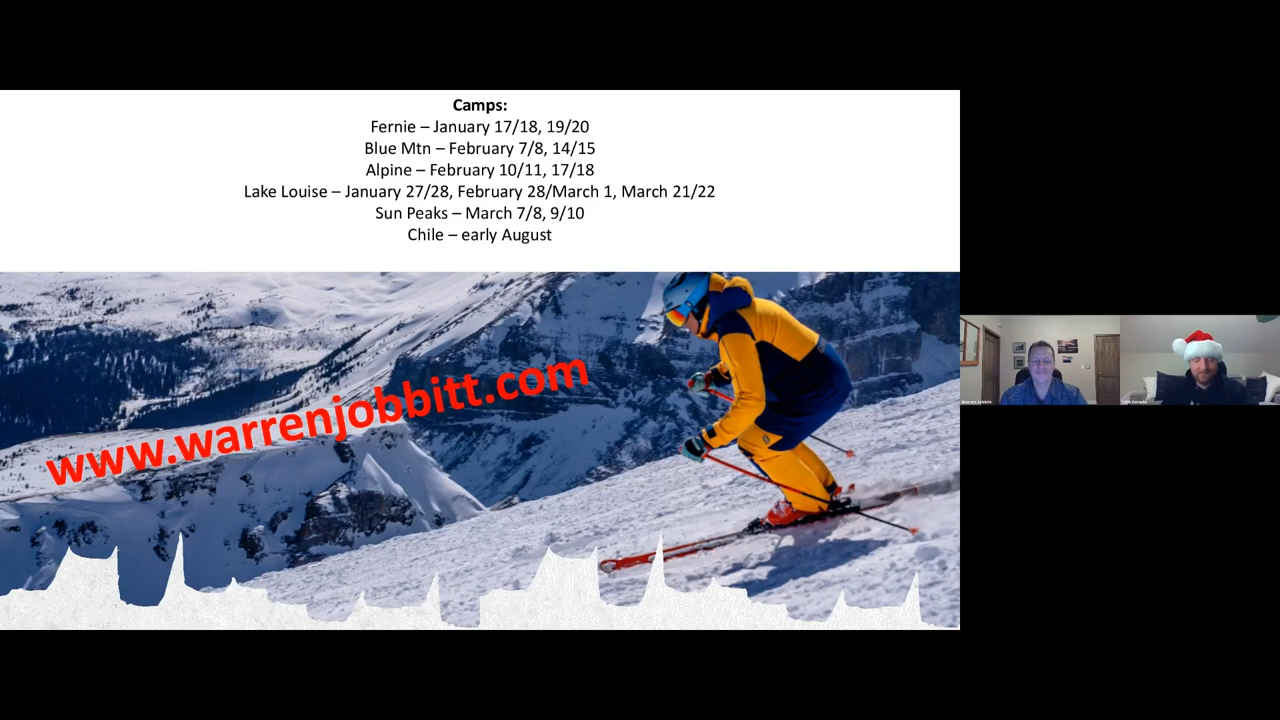 Camps:
Fernie – January 17/18, 19/20
Blue Mtn – February 7/8, 14/15
Alpine – February 10/11, 17/18
Lake Louise – January 27/28, February 28/March 1, March 21/22
Sun Peaks – March 7/8, 9/10
Chile – early August
www.warrenjobbitt.com
Warren Jobbitt